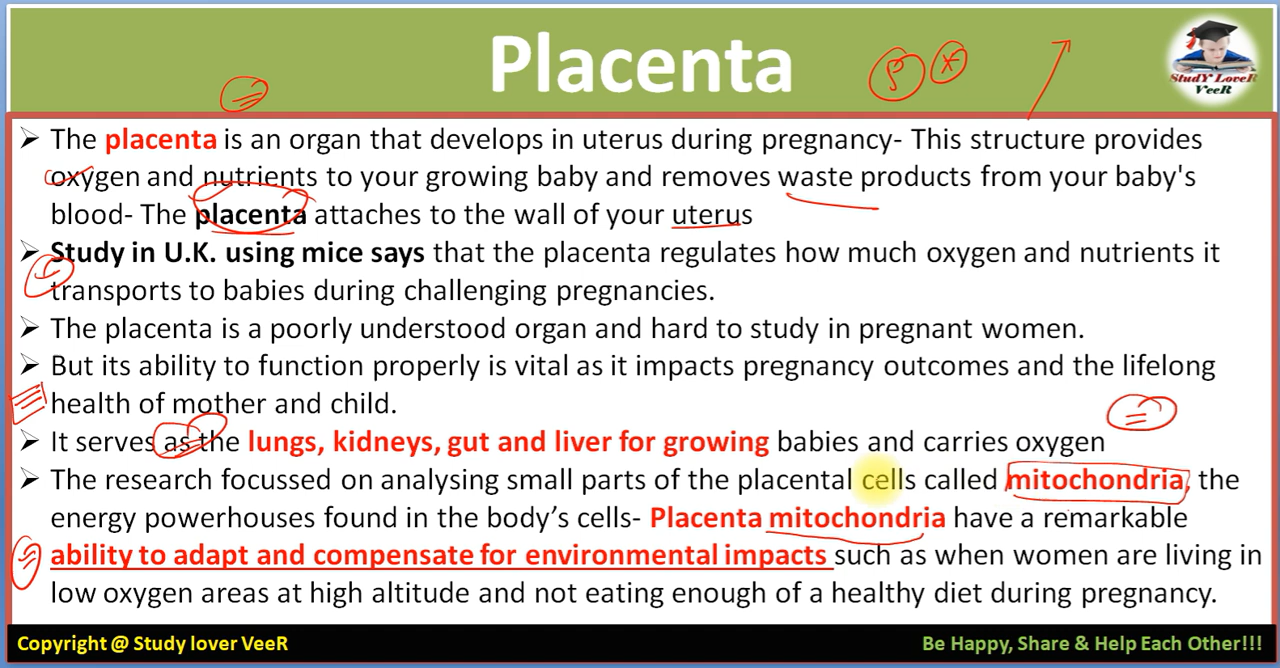 Placenta
StudY LoveR
VeeR
➢ The placenta is an organ that develops in uterus during pregnancy- This structure provides
oxygen and nutrients to your growing baby and removes waste products from your baby's
blood- The placenta attaches to the wall of your uterus
➢ Study in U.K. using mice says that the placenta regulates how much oxygen and nutrients it
transports to babies during challenging pregnancies.
➢ The placenta is a poorly understood organ and hard to study in pregnant women.
➢ But its ability to function properly is vital as it impacts pregnancy outcomes and the lifelong
health of mother and child.
➢ It serves as the lungs, kidneys, gut and liver for growing babies and carries oxygen
➢ The research focussed on analysing small parts of the placental cells called mitochondria, the
energy powerhouses found in the body’s cells- Placenta mitochondria have a remarkable
ability to adapt and compensate for environmental impacts such as when women are living in
low oxygen areas at high altitude and not eating enough of a healthy diet during pregnancy.
Copyright @ Study lover VeeR
Be Happy, Share & Help Each Other!!!